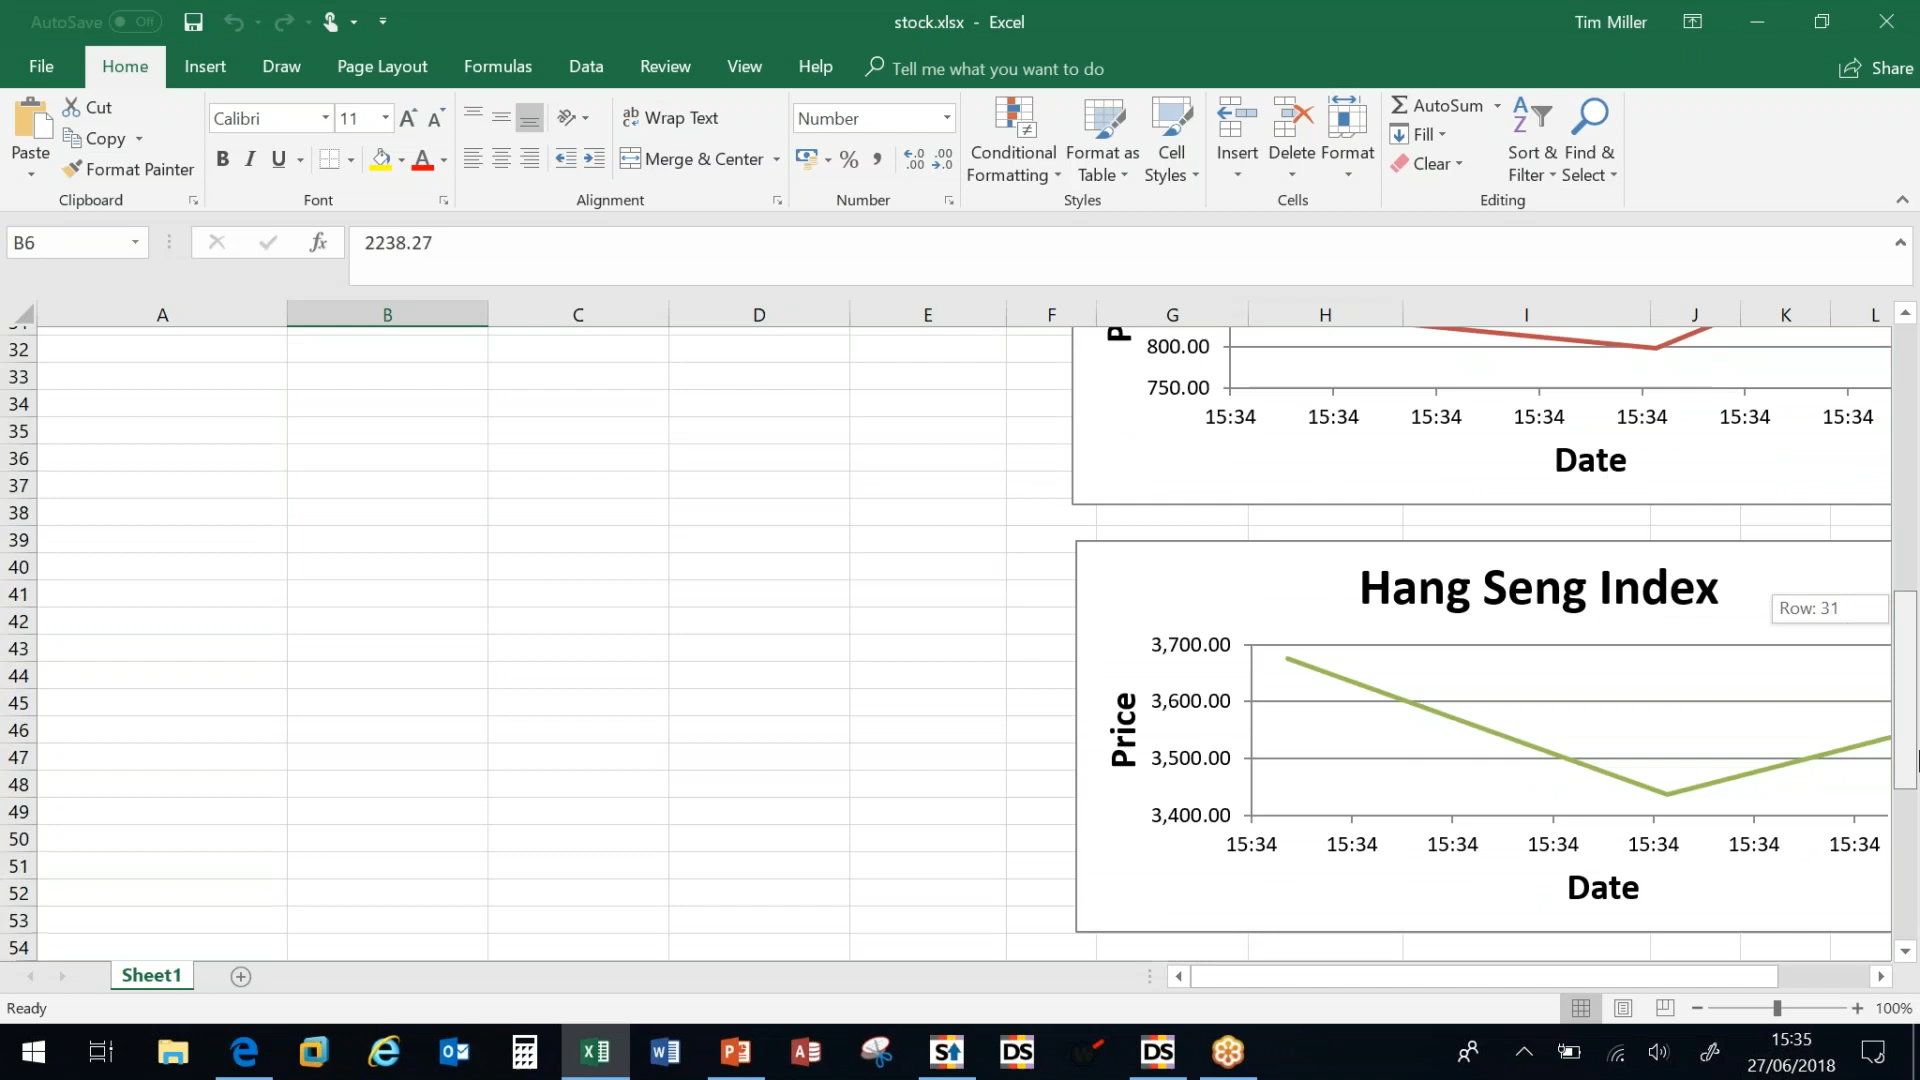 AutoSave Off
stock.xlsx - Excel
Tim Miller
File Home Insert Draw Page Layout Formulas Data Review View Help Tell me what you want to do Share
Paste
Cut
Copy
Format Painter
Clipboard
Calibri 11
B I U A
Font
Wrap Text
Merge & Center
Alignment
Number
Number
Conditional Formatting
Format as Table
Cell Styles
Styles
Insert
Delete
Format
Cells
AutoSum
Fill
Clear
Sort & Filter
Find & Select
Editing
B6
fx
2238.27
A B C D E F G H I J K L
32
33
34
35
36
37
38
39
40
41
42
43
44
45
46
47
48
49
50
51
52
53
54
800.00
750.00
15:34 15:34 15:34 15:34 15:34 15:34 15:34
Date
Hang Seng Index
Row: 31
Price
3,700.00
3,600.00
3,500.00
3,400.00
15:34 15:34 15:34 15:34 15:34 15:34 15:34
Date
Sheet1
Ready
100%
15:35
27/06/2018